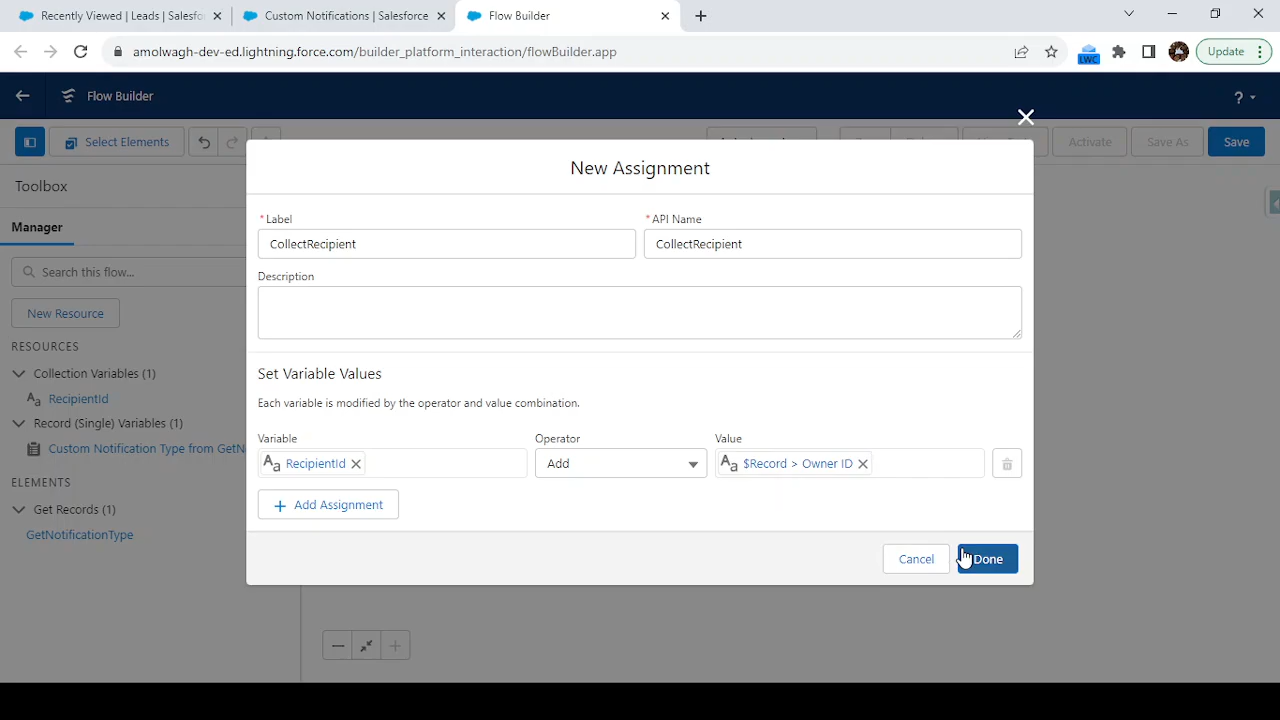 Recently Viewed | Leads | Salesfo
Custom Notifications | Salesforce
Flow Builder
amolwagh-dev-ed.lightning.force.com/builder_platform_interaction/flowBuilder.app
LWC
Update
Flow Builder
?
Select Elements
Activate
Save As
Save
Toolbox
New Assignment
Manager
* Label
* API Name
CollectRecipient
CollectRecipient
Search this flow...
Description
New Resource
RESOURCES
Collection Variables (1)
Aa RecipientId
Record (Single) Variables (1)
Custom Notification Type from GetN
ELEMENTS
Get Records (1)
GetNotificationType
Set Variable Values
Each variable is modified by the operator and value combination.
Variable
Operator
Value
Aa RecipientId
Add
Aa $Record > Owner ID
+ Add Assignment
Cancel
Done